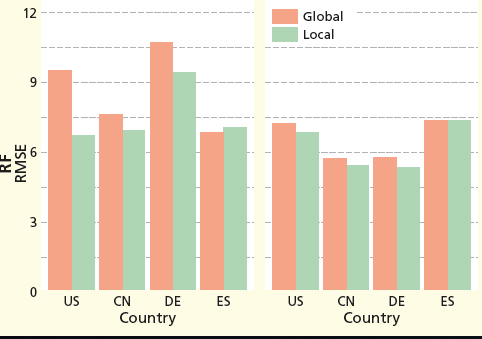 12
9
6
3
0
RF
RMSE
Global
Local
US CN DE ES
Country
US CN DE ES
Country